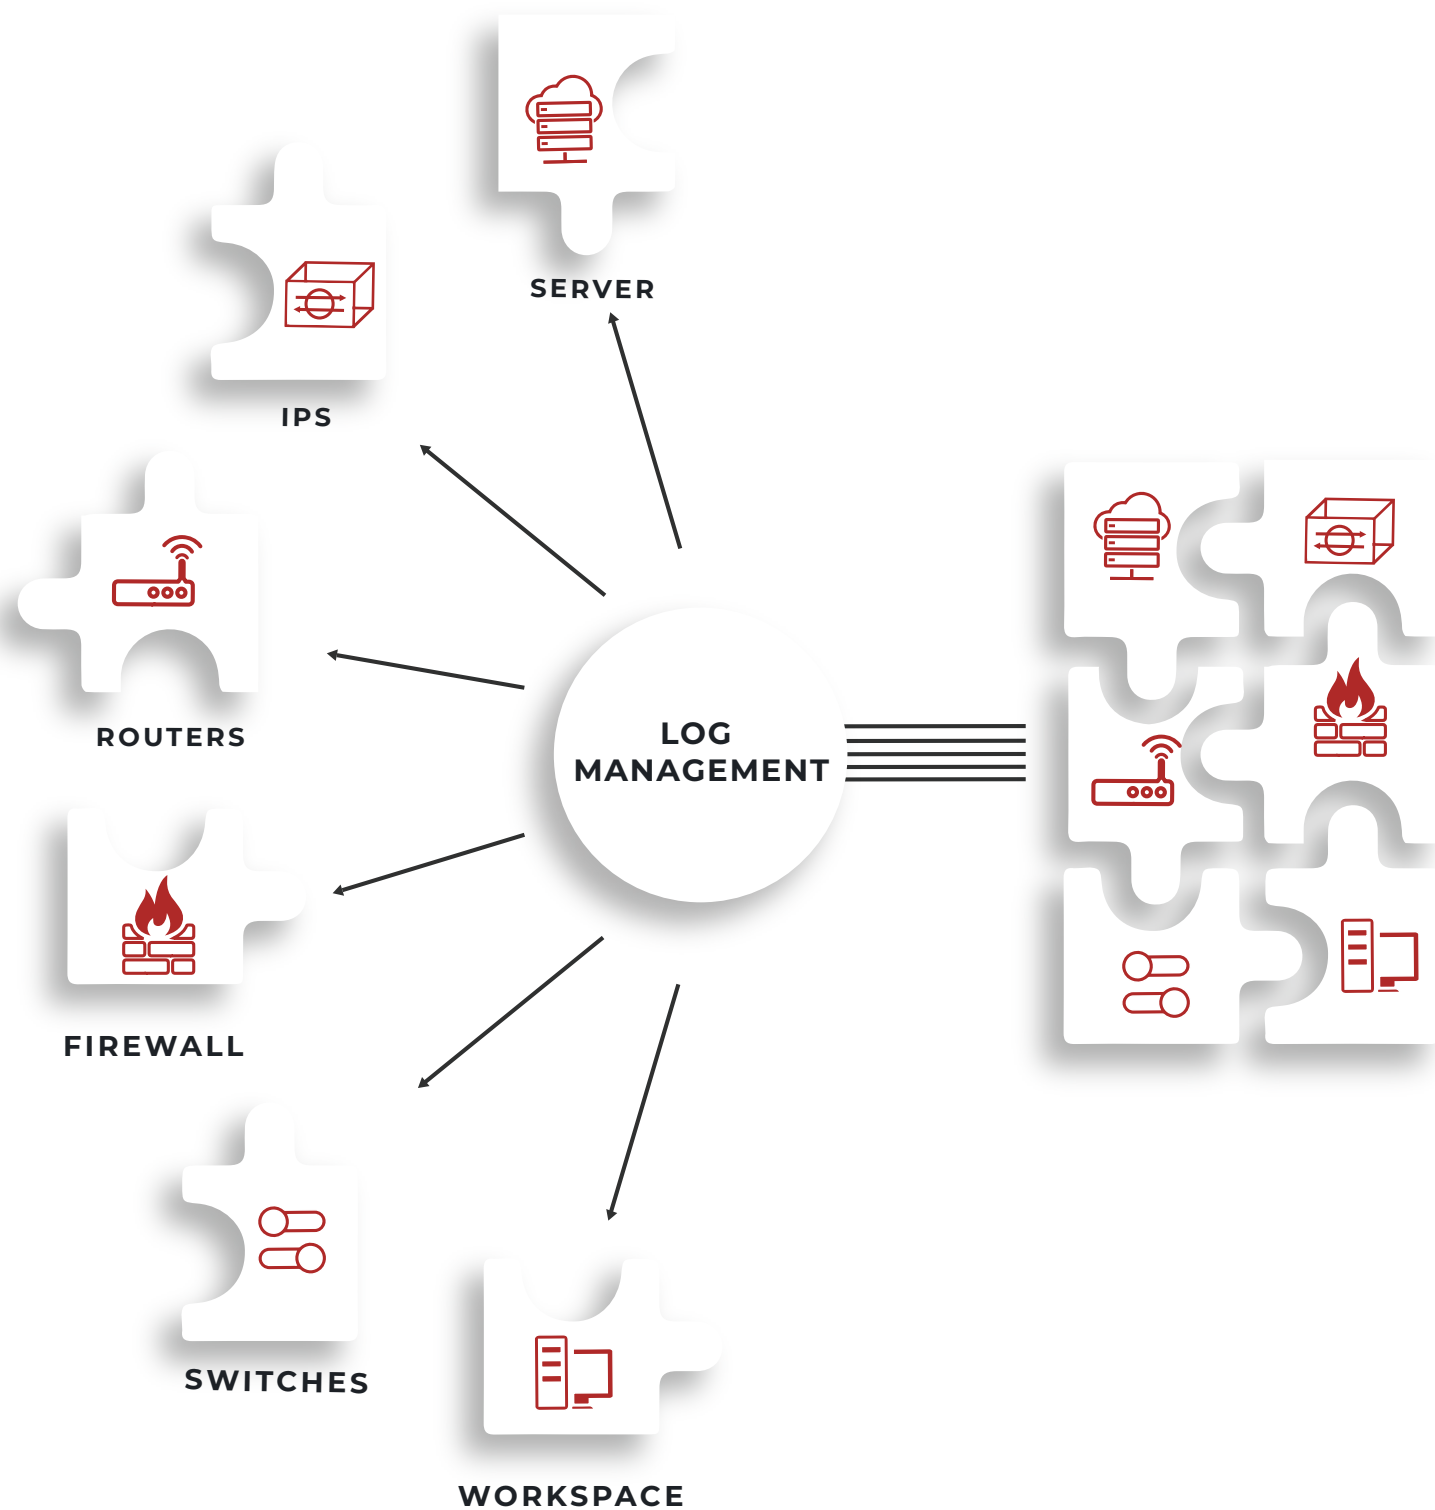 SERVER
IPS
ROUTERS
LOG
MANAGEMENT
FIREWALL
SWITCHES
WORKSPACE